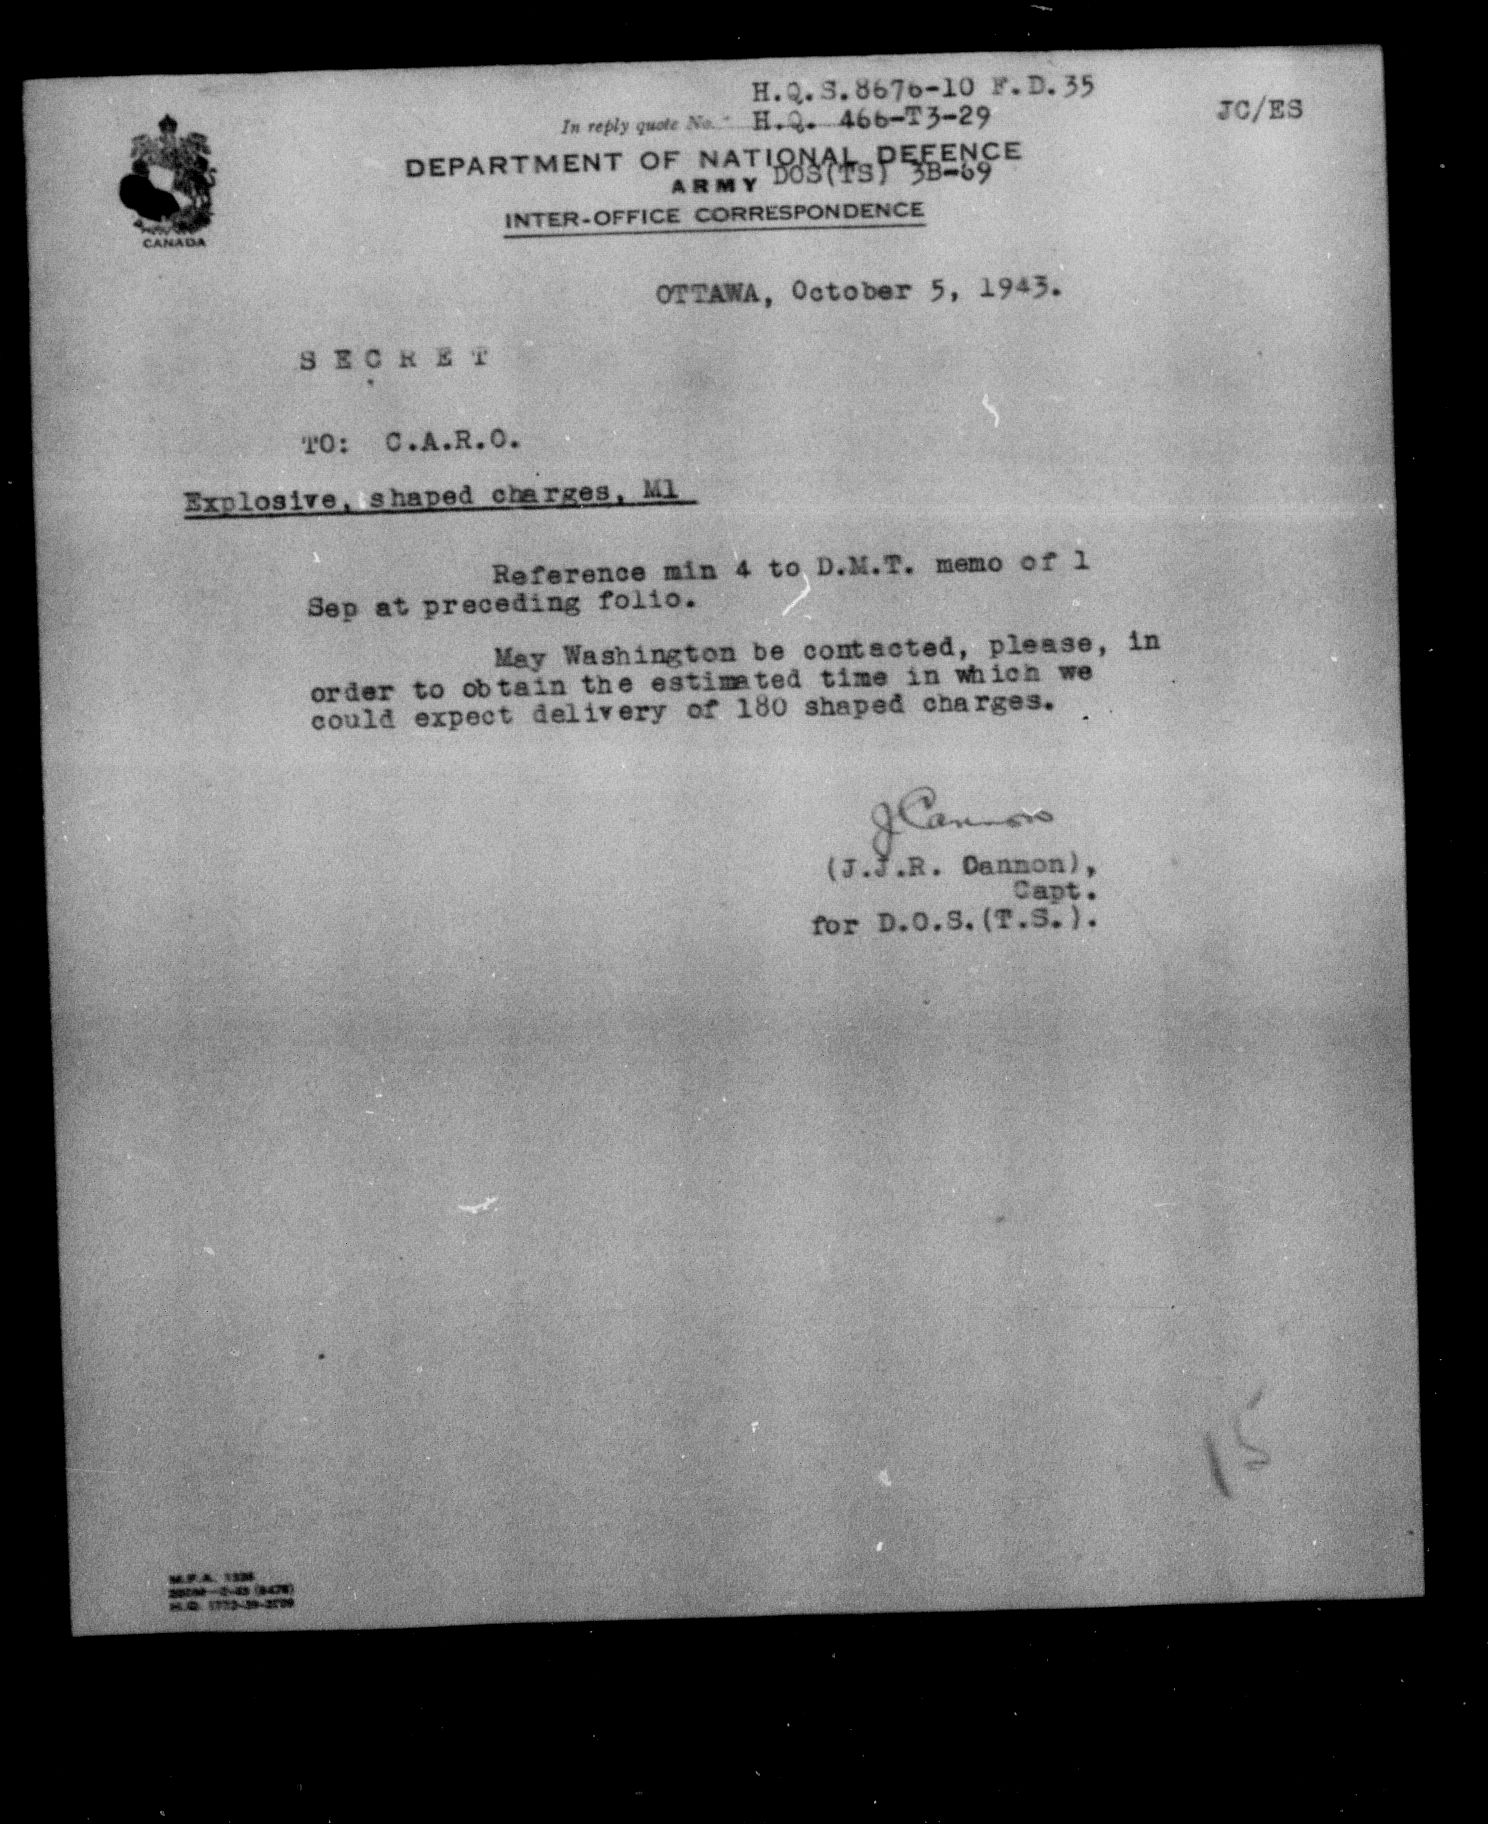 H.Q.S.8676-10 F.D.35
JC/ES
In reply quote No. H.Q. 466-T3-29
DEPARTMENT OF NATIONAL DEFENCE
DOS(TS) 3B-69
ARMY
INTER-OFFICE CORRESPONDENCE
CANADA
OTTAWA, October 5, 1943.
S E C R E T
TO: C.A.R.O.
Explosive, shaped charges, M1
Reference min 4 to D.M.T. memo of 1
Sep at preceding folio.
May Washington be contacted, please, in
order to obtain the estimated time in which we
could expect delivery of 180 shaped charges.
J Cannon
(J.J.R. Cannon),
Capt.
for D.O.S.(T.S.).
15
M.F.A.